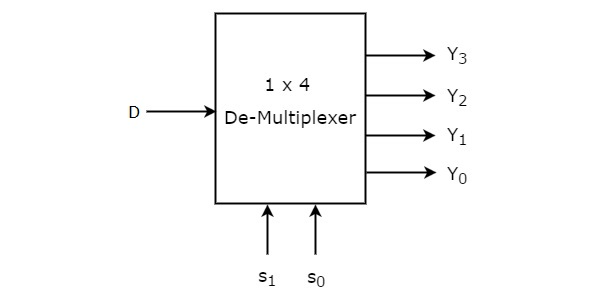 1 x 4
De-Multiplexer
D
Y3
Y2
Y1
Y0
s1 s0